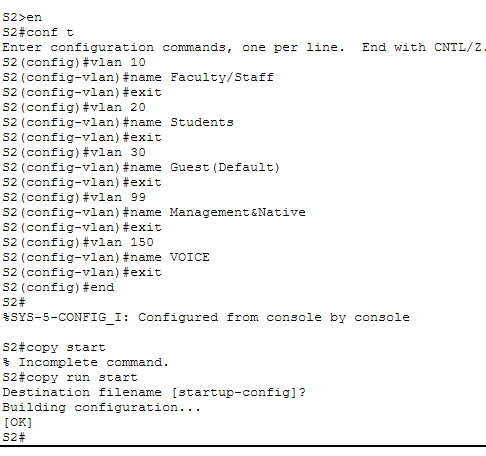 S2>en
S2#conf t
Enter configuration commands, one per line.  End with CNTL/Z.
S2(config)#vlan 10
S2(config-vlan)#name Faculty/Staff
S2(config-vlan)#exit
S2(config)#vlan 20
S2(config-vlan)#name Students
S2(config-vlan)#exit
S2(config)#vlan 30
S2(config-vlan)#name Guest(Default)
S2(config-vlan)#exit
S2(config)#vlan 99
S2(config-vlan)#name Management&Native
S2(config-vlan)#exit
S2(config)#vlan 150
S2(config-vlan)#name VOICE
S2(config-vlan)#exit
S2(config)#end
S2#
%SYS-5-CONFIG_I: Configured from console by console
S2#copy start
% Incomplete command.
S2#copy run start
Destination filename [startup-config]?
Building configuration...
[OK]
S2#